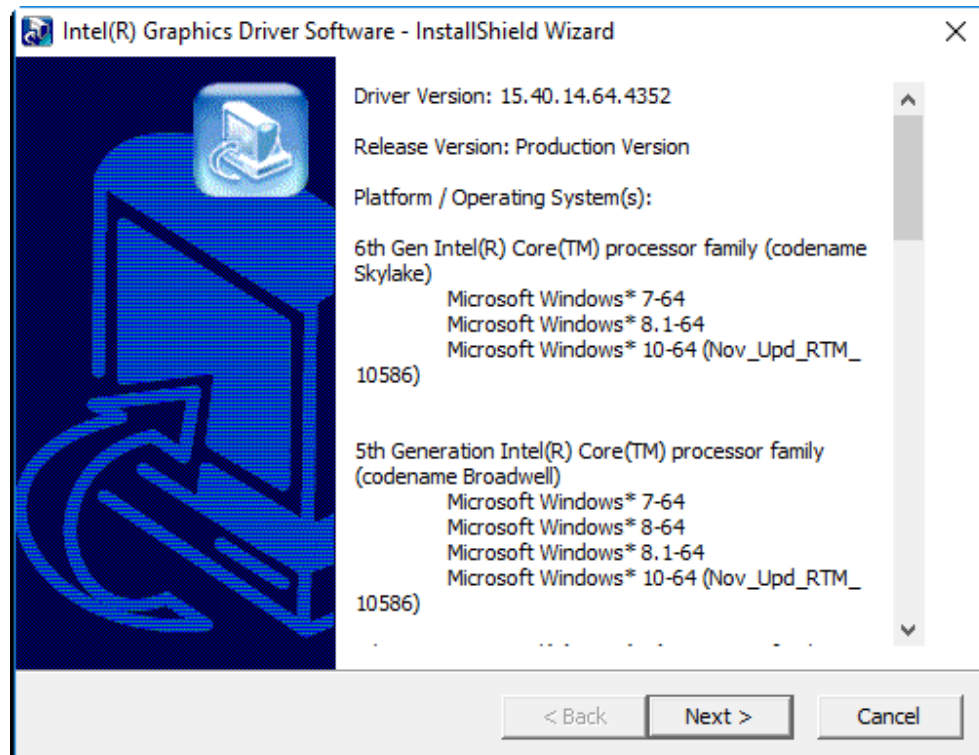 Intel(R) Graphics Driver Software - InstallShield Wizard
Driver Version: 15.40.14.64.4352
Release Version: Production Version
Platform / Operating System(s):
6th Gen Intel(R) Core(TM) processor family (codename
Skylake)
Microsoft Windows* 7-64
Microsoft Windows* 8.1-64
Microsoft Windows* 10-64 (Nov_Upd_RTM_
10586)
5th Generation Intel(R) Core(TM) processor family
(codename Broadwell)
Microsoft Windows* 7-64
Microsoft Windows* 8-64
Microsoft Windows* 8.1-64
Microsoft Windows* 10-64 (Nov_Upd_RTM_
10586)
< Back
Next >
Cancel